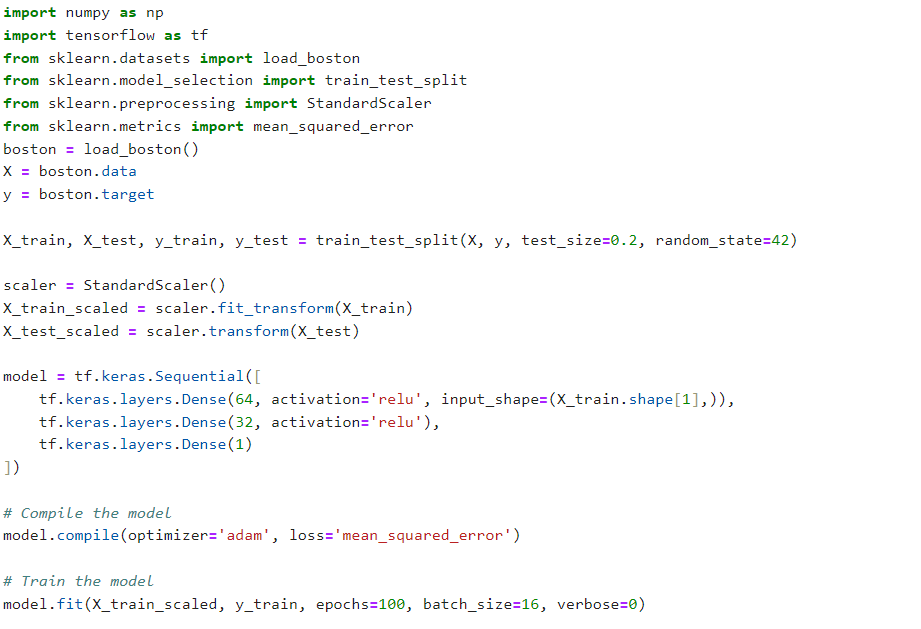 import numpy as np
import tensorflow as tf
from sklearn.datasets import load_boston
from sklearn.model_selection import train_test_split
from sklearn.preprocessing import StandardScaler
from sklearn.metrics import mean_squared_error
boston = load_boston()
X = boston.data
y = boston.target

X_train, X_test, y_train, y_test = train_test_split(X, y, test_size=0.2, random_state=42)

scaler = StandardScaler()
X_train_scaled = scaler.fit_transform(X_train)
X_test_scaled = scaler.transform(X_test)

model = tf.keras.Sequential([
    tf.keras.layers.Dense(64, activation='relu', input_shape=(X_train.shape[1],)),
    tf.keras.layers.Dense(32, activation='relu'),
    tf.keras.layers.Dense(1)
])

# Compile the model
model.compile(optimizer='adam', loss='mean_squared_error')

# Train the model
model.fit(X_train_scaled, y_train, epochs=100, batch_size=16, verbose=0)